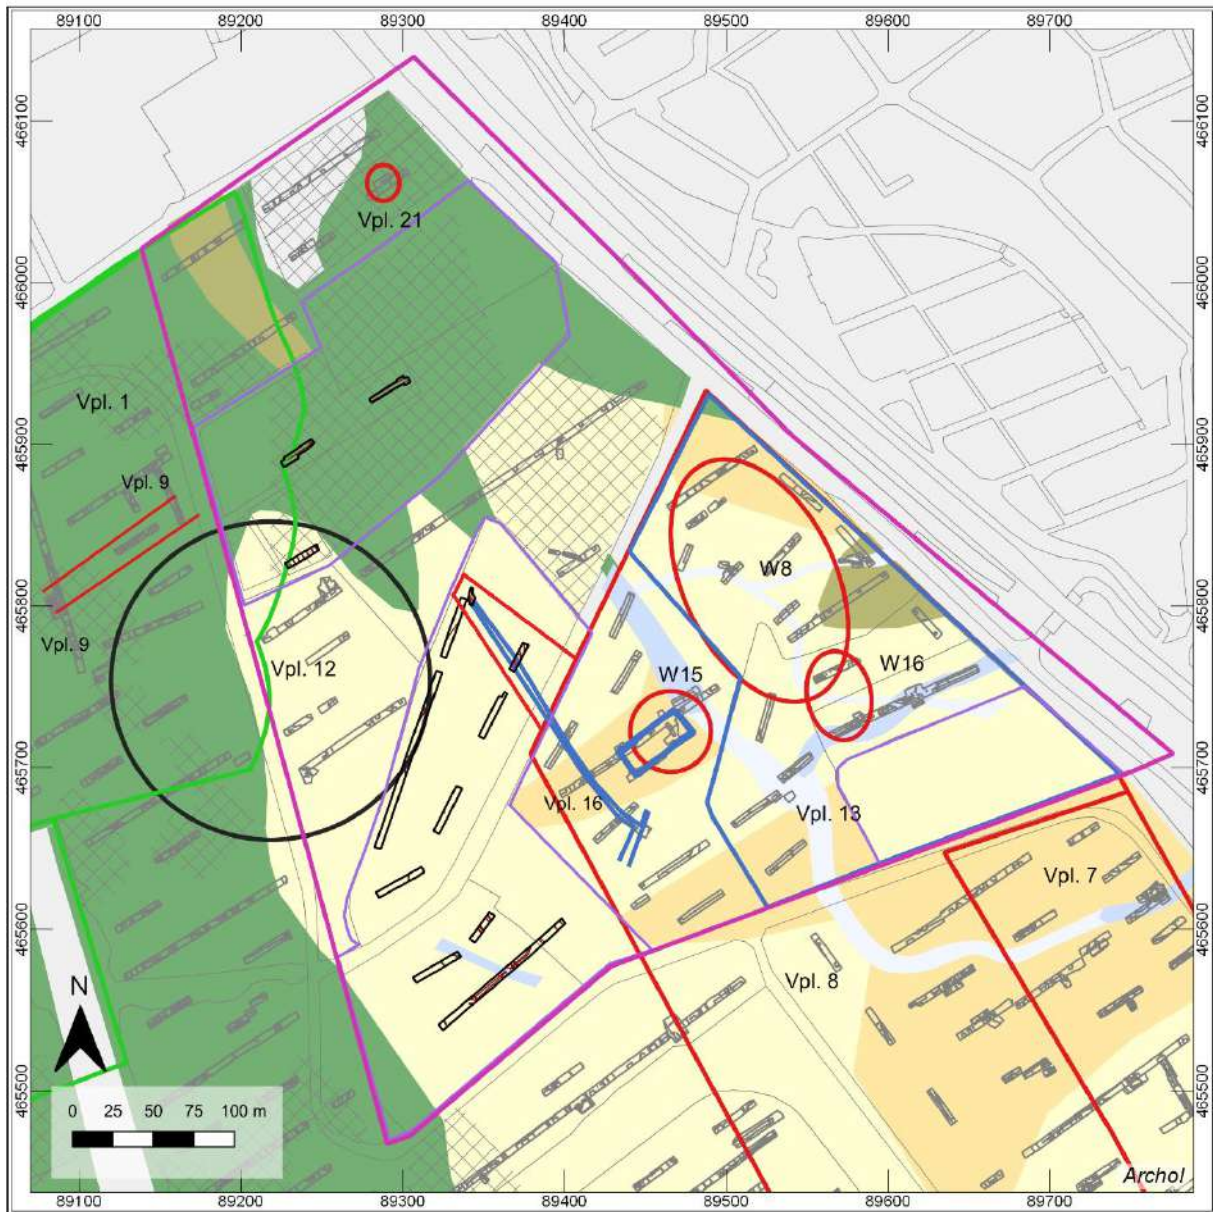 89100 89200 89300 89400 89500 89600 89700
466100 466100
Vpl. 21
466000 466000
Vpl. 1
465900 465900
Vpl. 9
W8
465800 465800
Vpl. 9
Vpl. 12
W15
W16
465700 465700
Vpl. 16
Vpl. 13
Vpl. 7
465600 465600
Vpl. 8
N
465500 465500
0 25 50 75 100 m
Archol
89100 89200 89300 89400 89500 89600 89700